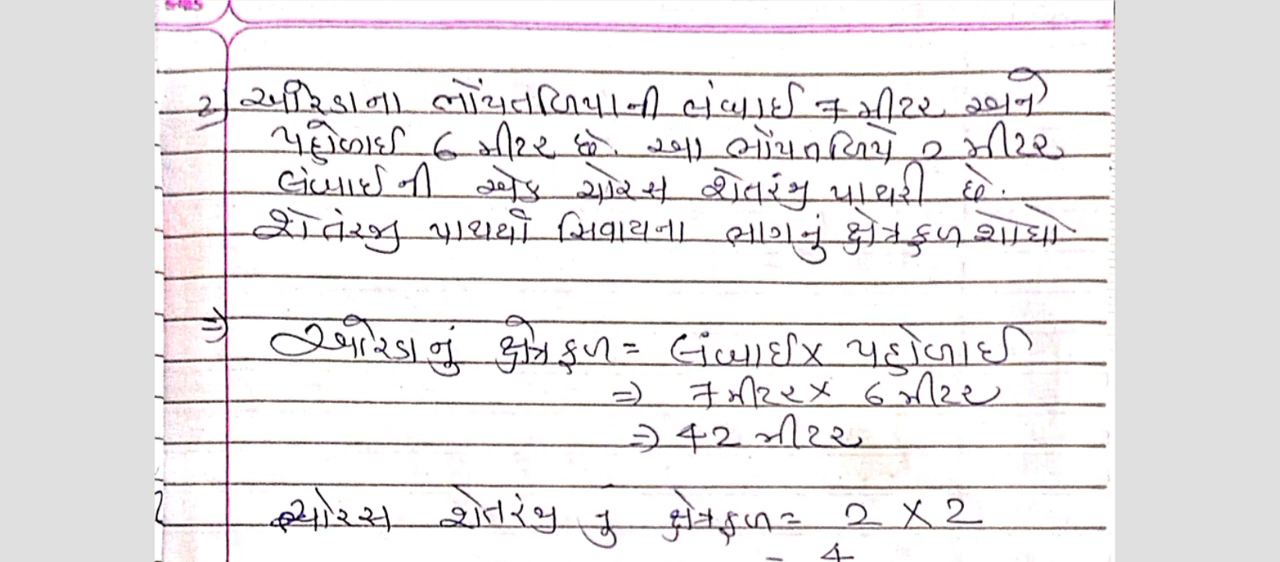 2) ઓરડાના ભોંયતળિયાની લંબાઈ 7 મીટર અને
પહોળાઈ 6 મીટર છે. આ ભોંયતળિયે 2 મીટર
લંબાઈ ની એક ચોરસ શેતરંજી પાથરી છે.
શેતરંજી પાથર્યા સિવાયના ભાગનું ક્ષેત્રફળ શોધો
⇒ ઓરડાનું ક્ષેત્રફળ = લંબાઈ × પહોળાઈ
⇒ 7 મીટર × 6 મીટર
⇒ 42 મીટર
ચોરસ શેતરંજી નું ક્ષેત્રફળ = 2 × 2
= 4